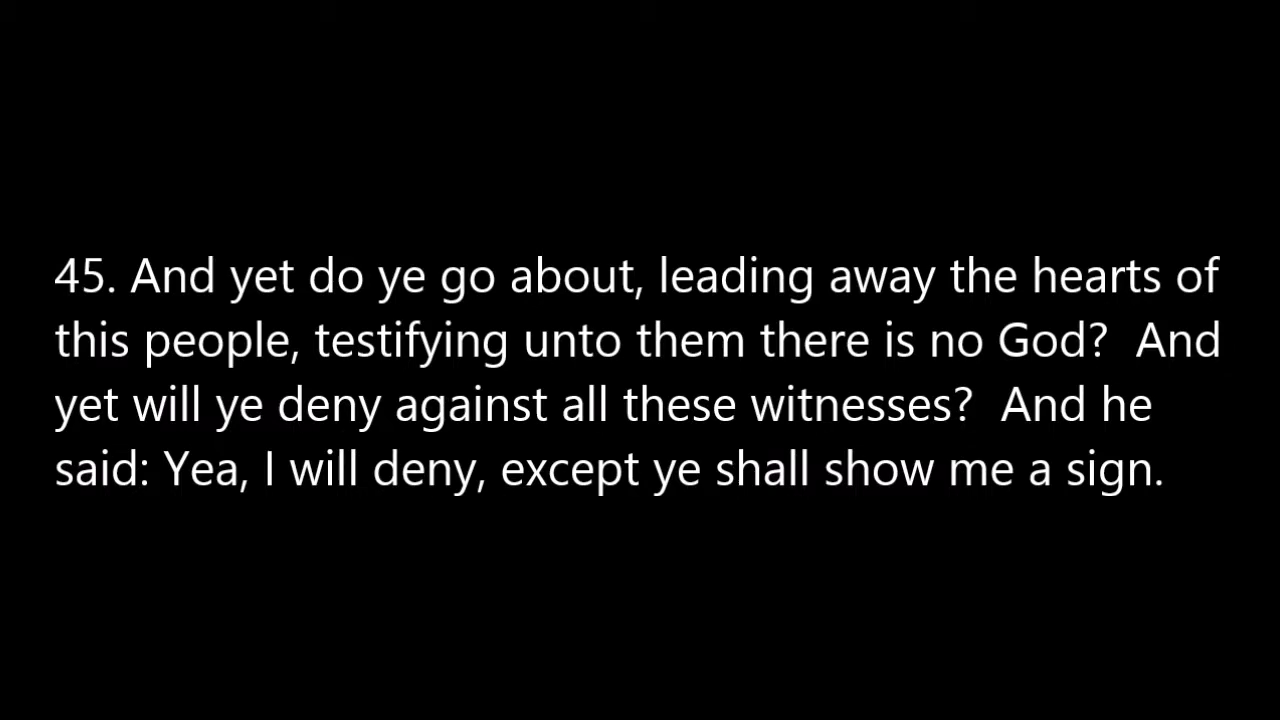 45. And yet do ye go about, leading away the hearts of
this people, testifying unto them there is no God?  And
yet will ye deny against all these witnesses?  And he
said: Yea, I will deny, except ye shall show me a sign.